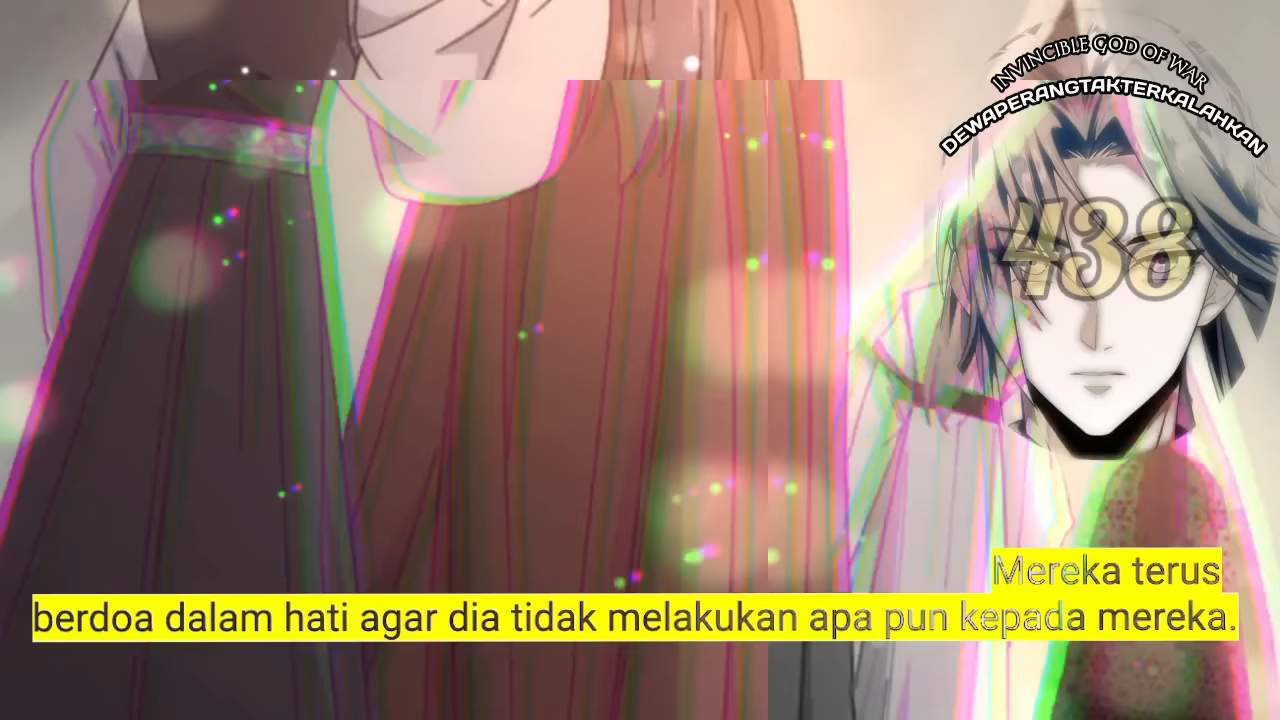 INVINCIBLE GOD OF WAR
DEWAPERANGTAKTERKALAHKAN
438
Mereka terus
berdoa dalam hati agar dia tidak melakukan apa pun kepada mereka.